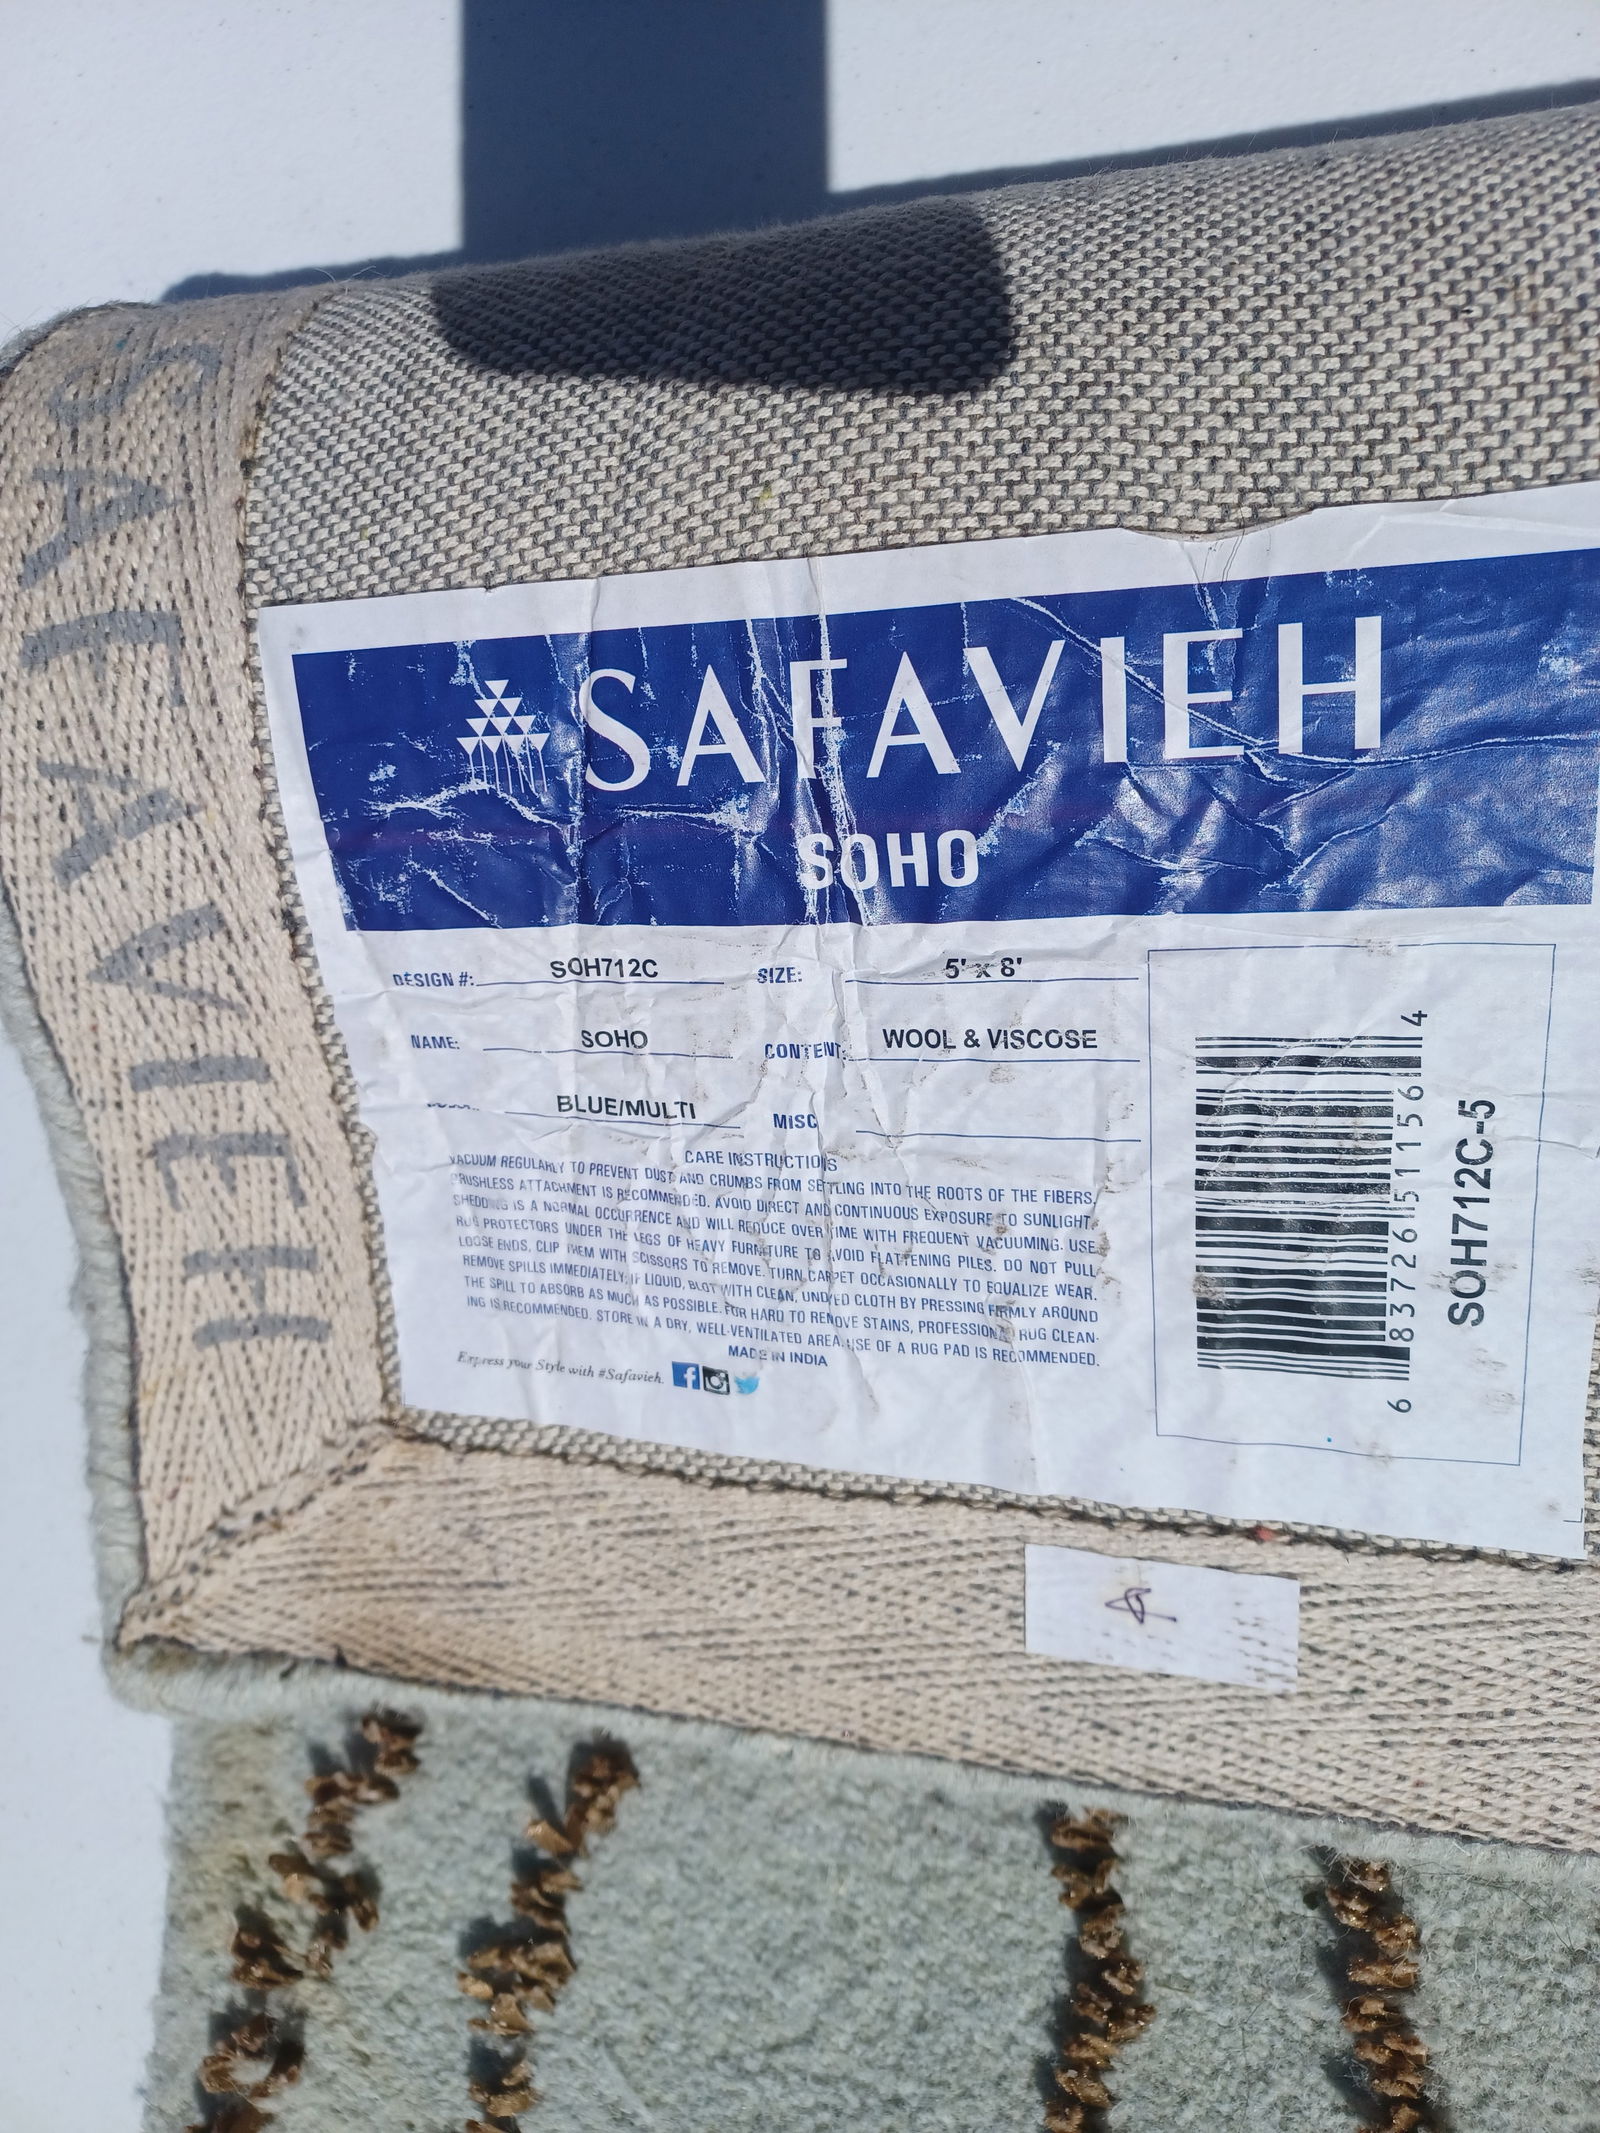 SAFAVIEH
SAFAVIEH
SOHO
DESIGN #: SOH712C SIZE: 5' x 8'
NAME: SOHO CONTENT: WOOL & VISCOSE
BLUE/MULTI MISC
CARE INSTRUCTIONS
VACUUM REGULARLY TO PREVENT DUST AND CRUMBS FROM SETTLING INTO THE ROOTS OF THE FIBERS,
BRUSHLESS ATTACHMENT IS RECOMMENDED. AVOID DIRECT AND CONTINUOUS EXPOSURE TO SUNLIGHT.
SHEDDING IS A NORMAL OCCURRENCE AND WILL REDUCE OVER TIME WITH FREQUENT VACUUMING. USE
RUG PROTECTORS UNDER THE LEGS OF HEAVY FURNITURE TO AVOID FLATTENING PILES. DO NOT PULL
LOOSE ENDS, CLIP THEM WITH SCISSORS TO REMOVE. TURN CARPET OCCASIONALLY TO EQUALIZE WEAR.
REMOVE SPILLS IMMEDIATELY; IF LIQUID, BLOT WITH CLEAN, UNDYED CLOTH BY PRESSING FIRMLY AROUND
THE SPILL TO ABSORB AS MUCH AS POSSIBLE. FOR HARD TO REMOVE STAINS, PROFESSIONAL RUG CLEAN-
ING IS RECOMMENDED. STORE IN A DRY, WELL-VENTILATED AREA. USE OF A RUG PAD IS RECOMMENDED.
MADE IN INDIA
Express your Style with #Safavieh.
6 83726 51156 4
SOH712C-5